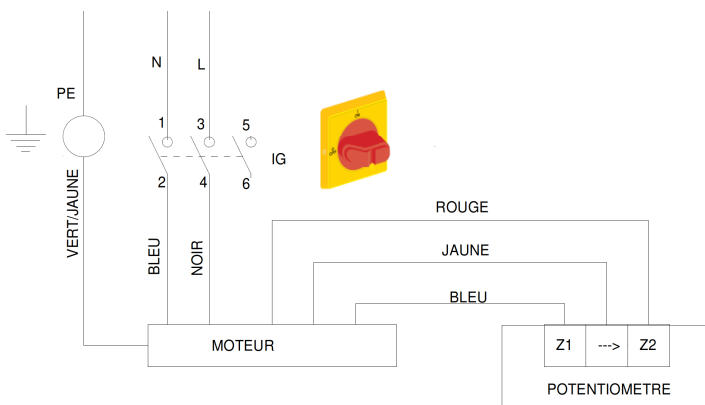 N
L
PE
1
3
5
IG
2
4
6
VERT/JAUNE
BLEU
NOIR
ROUGE
JAUNE
BLEU
MOTEUR
Z1
--->
Z2
POTENTIOMETRE